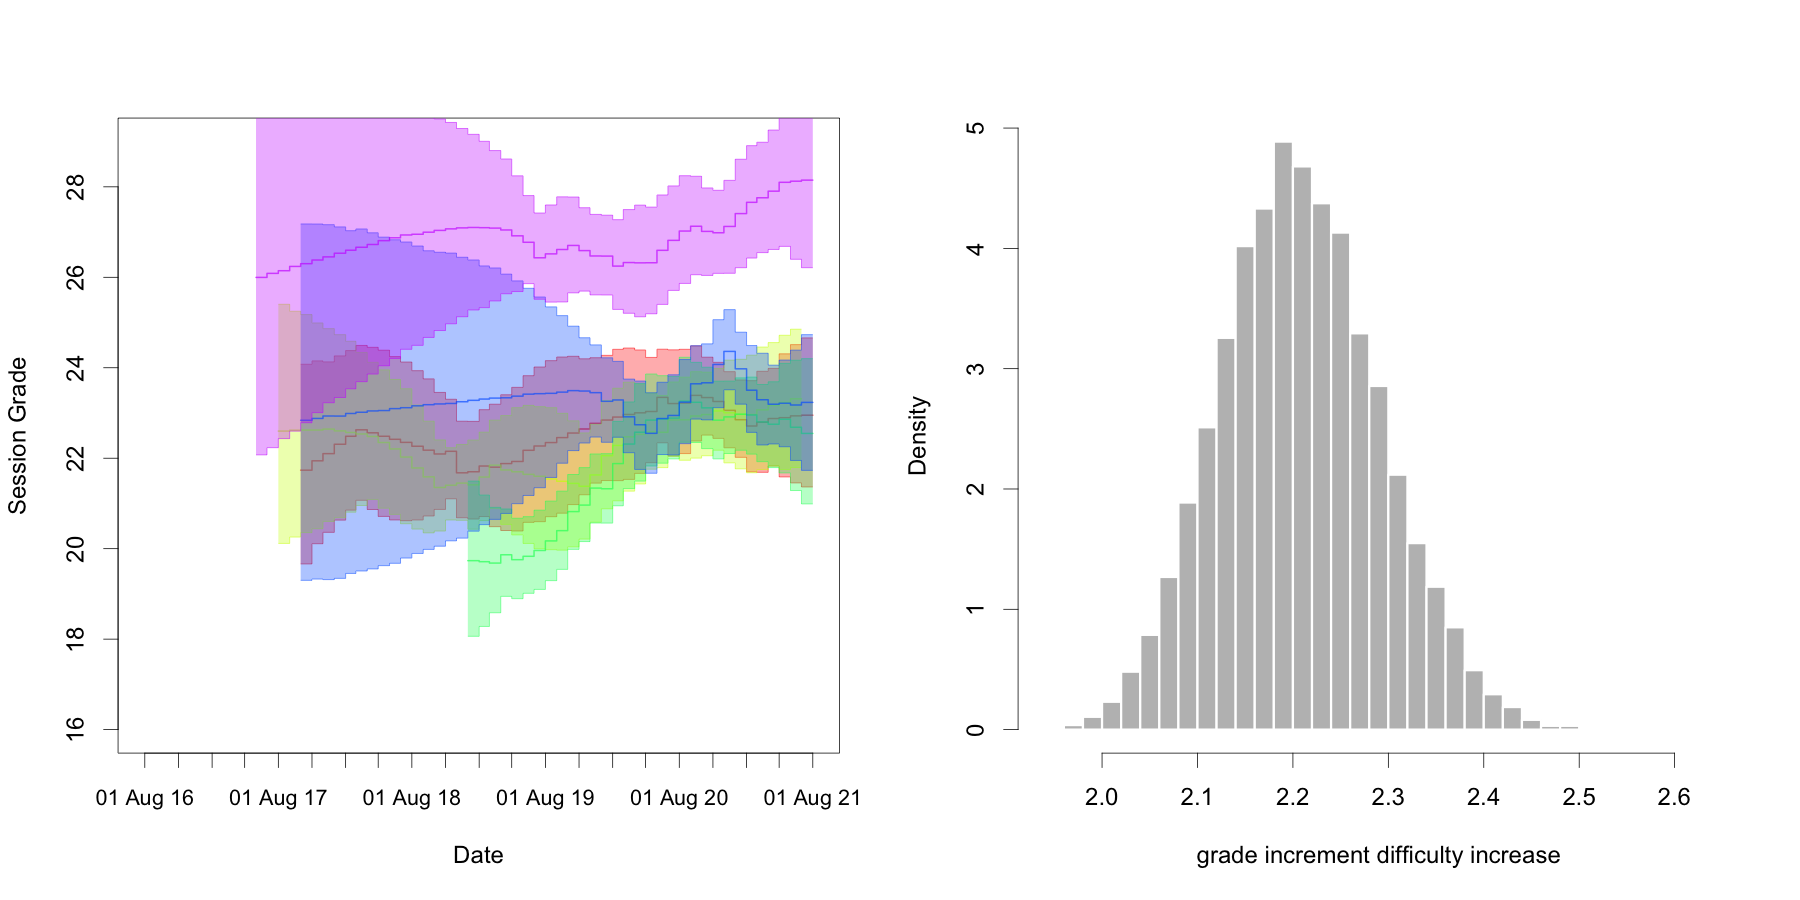 Session Grade
28
26
24
22
20
18
16
01 Aug 16 01 Aug 17 01 Aug 18 01 Aug 19 01 Aug 20 01 Aug 21
Date
Density
5
4
3
2
1
0
2.0 2.1 2.2 2.3 2.4 2.5 2.6
grade increment difficulty increase